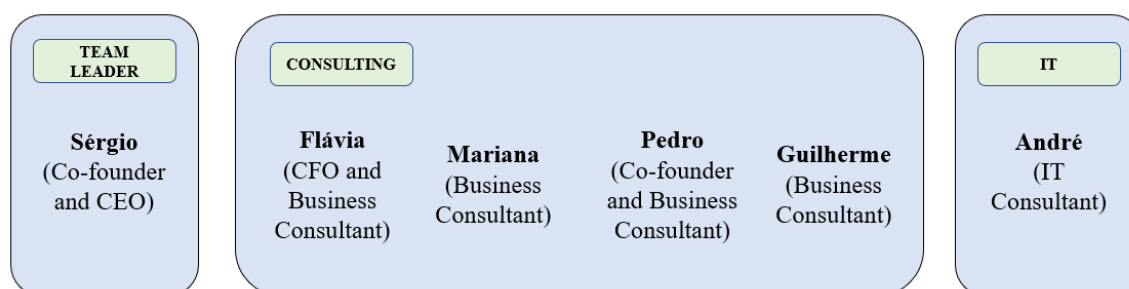 TEAM
LEADER
Sérgio
(Co-founder
and CEO)
CONSULTING
Flávia
(CFO and
Business
Consultant)
Mariana
(Business
Consultant)
Pedro
(Co-founder
and Business
Consultant)
Guilherme
(Business
Consultant)
IT
André
(IT
Consultant)